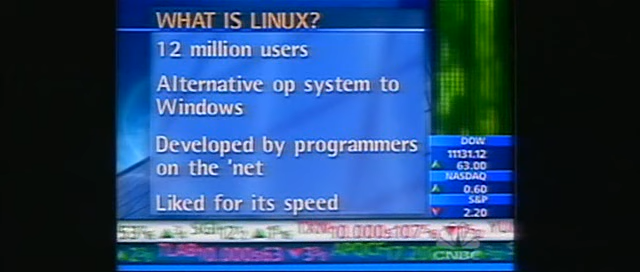 WHAT IS LINUX?
12 million users
Alternative op system to
Windows
Developed by programmers
on the 'net
Liked for its speed
DOW
11131.12
63.00
NASDAQ
0.60
S&P
2.20
CNBC